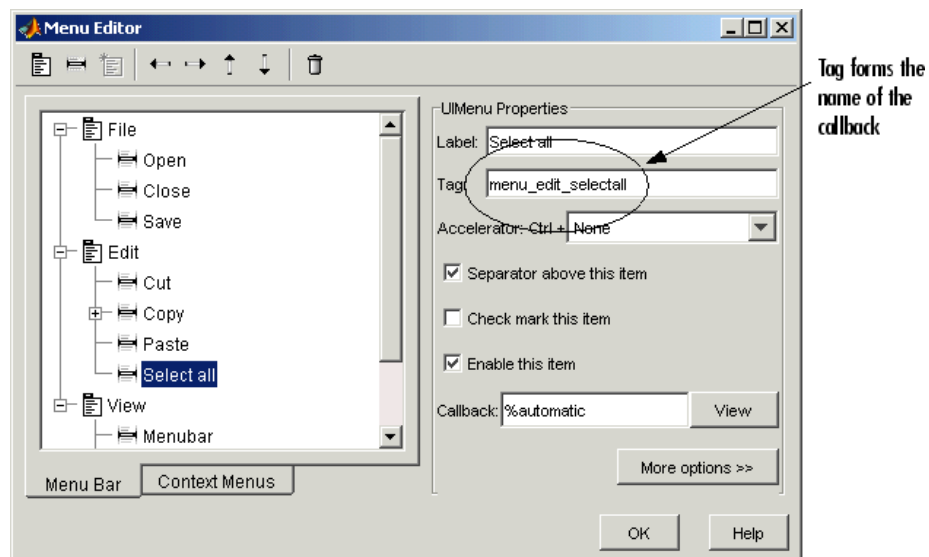 Menu Editor
Tag forms the
name of the
callback
File
Open
Close
Save
Edit
Cut
Copy
Paste
Select all
View
Menubar
Menu Bar
Context Menus
UIMenu Properties
Label: Select all
Tag: menu_edit_selectall
Accelerator: Ctrl + None
Separator above this item
Check mark this item
Enable this item
Callback: %automatic View
More options >>
OK Help